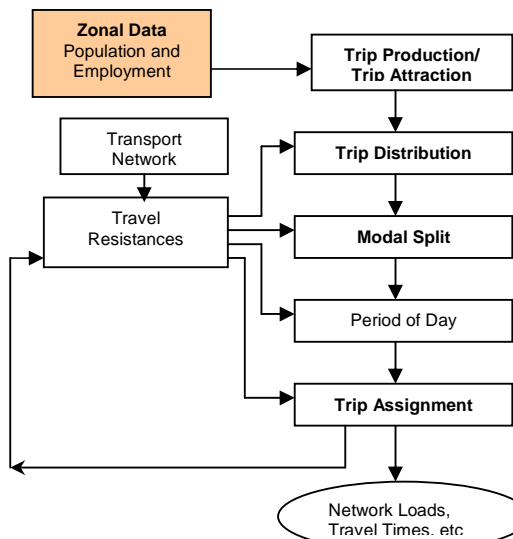 Zonal Data
Population and
Employment
Trip Production/
Trip Attraction
Transport
Network
Trip Distribution
Travel
Resistances
Modal Split
Period of Day
Trip Assignment
Network Loads,
Travel Times, etc